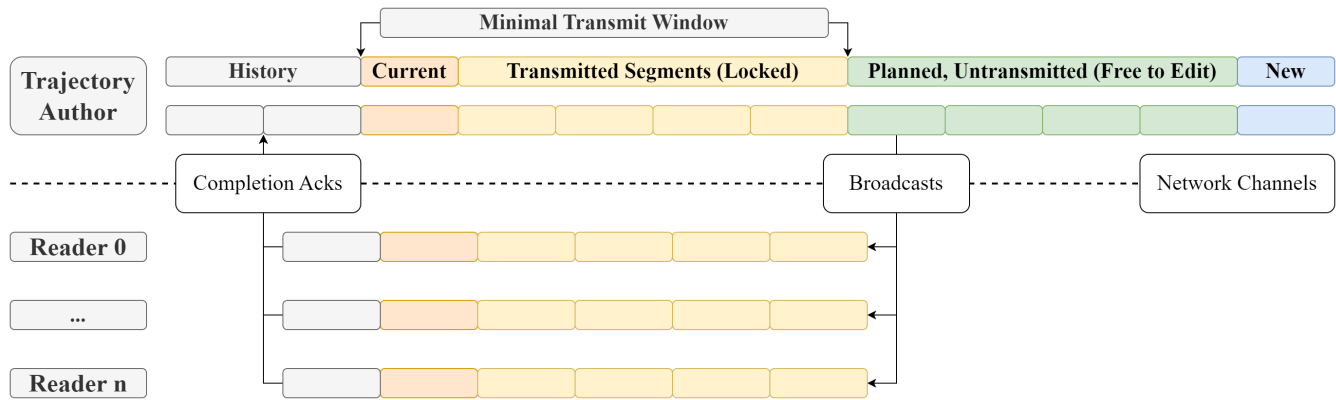 Minimal Transmit Window
Trajectory
Author
History
Current
Transmitted Segments (Locked)
Planned, Untransmitted (Free to Edit)
New
Completion Acks
Broadcasts
Network Channels
Reader 0
...
Reader n